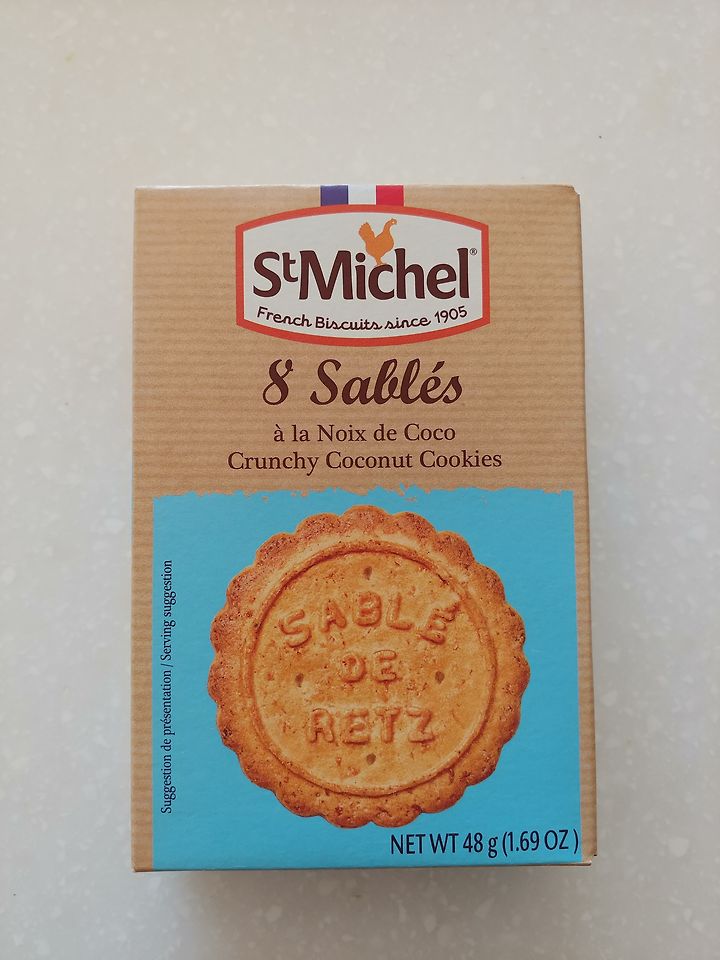 StMichel®
French Biscuits since 1905
8 Sablés
à la Noix de Coco
Crunchy Coconut Cookies
SABLÉ
DE
RETZ
Suggestion de présentation / Serving suggestion
NET WT 48 g (1.69 OZ )